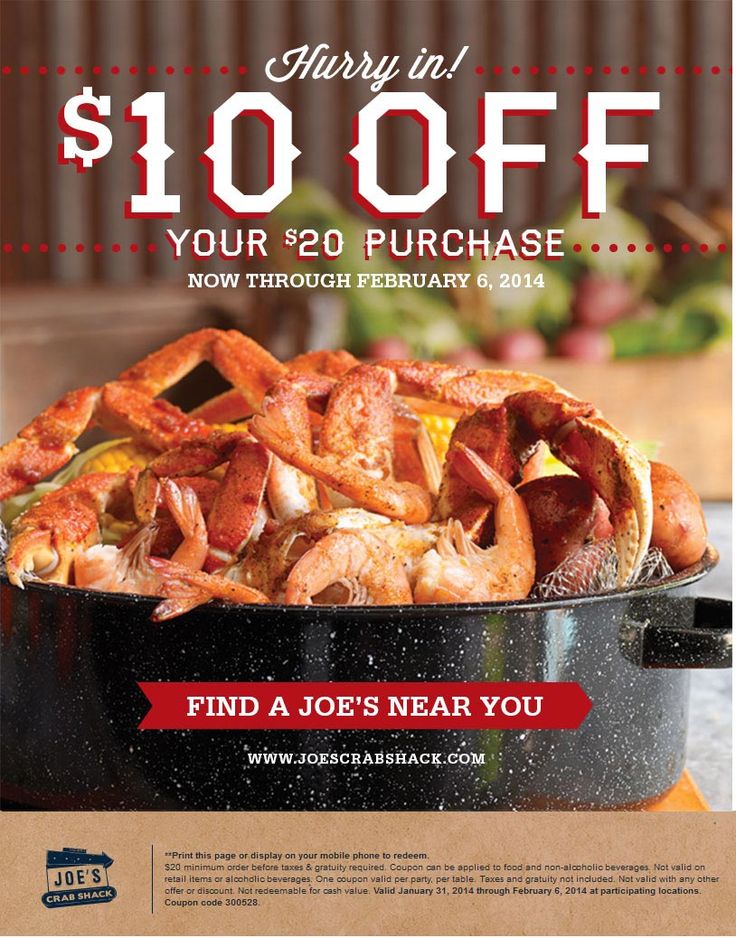 Hurry in!
$10 OFF
YOUR $20 PURCHASE
NOW THROUGH FEBRUARY 6, 2014
FIND A JOE'S NEAR YOU
WWW.JOESCRABSHACK.COM
JOE'S
CRAB SHACK
**Print this page or display on your mobile phone to redeem.
$20 minimum order before taxes & gratuity required. Coupon can be applied to food and non-alcoholic beverages. Not valid on
retail items or alcoholic beverages. One coupon valid per party, per table. Taxes and gratuity not included. Not valid with any other
offer or discount. Not redeemable for cash value. Valid January 31, 2014 through February 6, 2014 at participating locations.
Coupon code 300528.